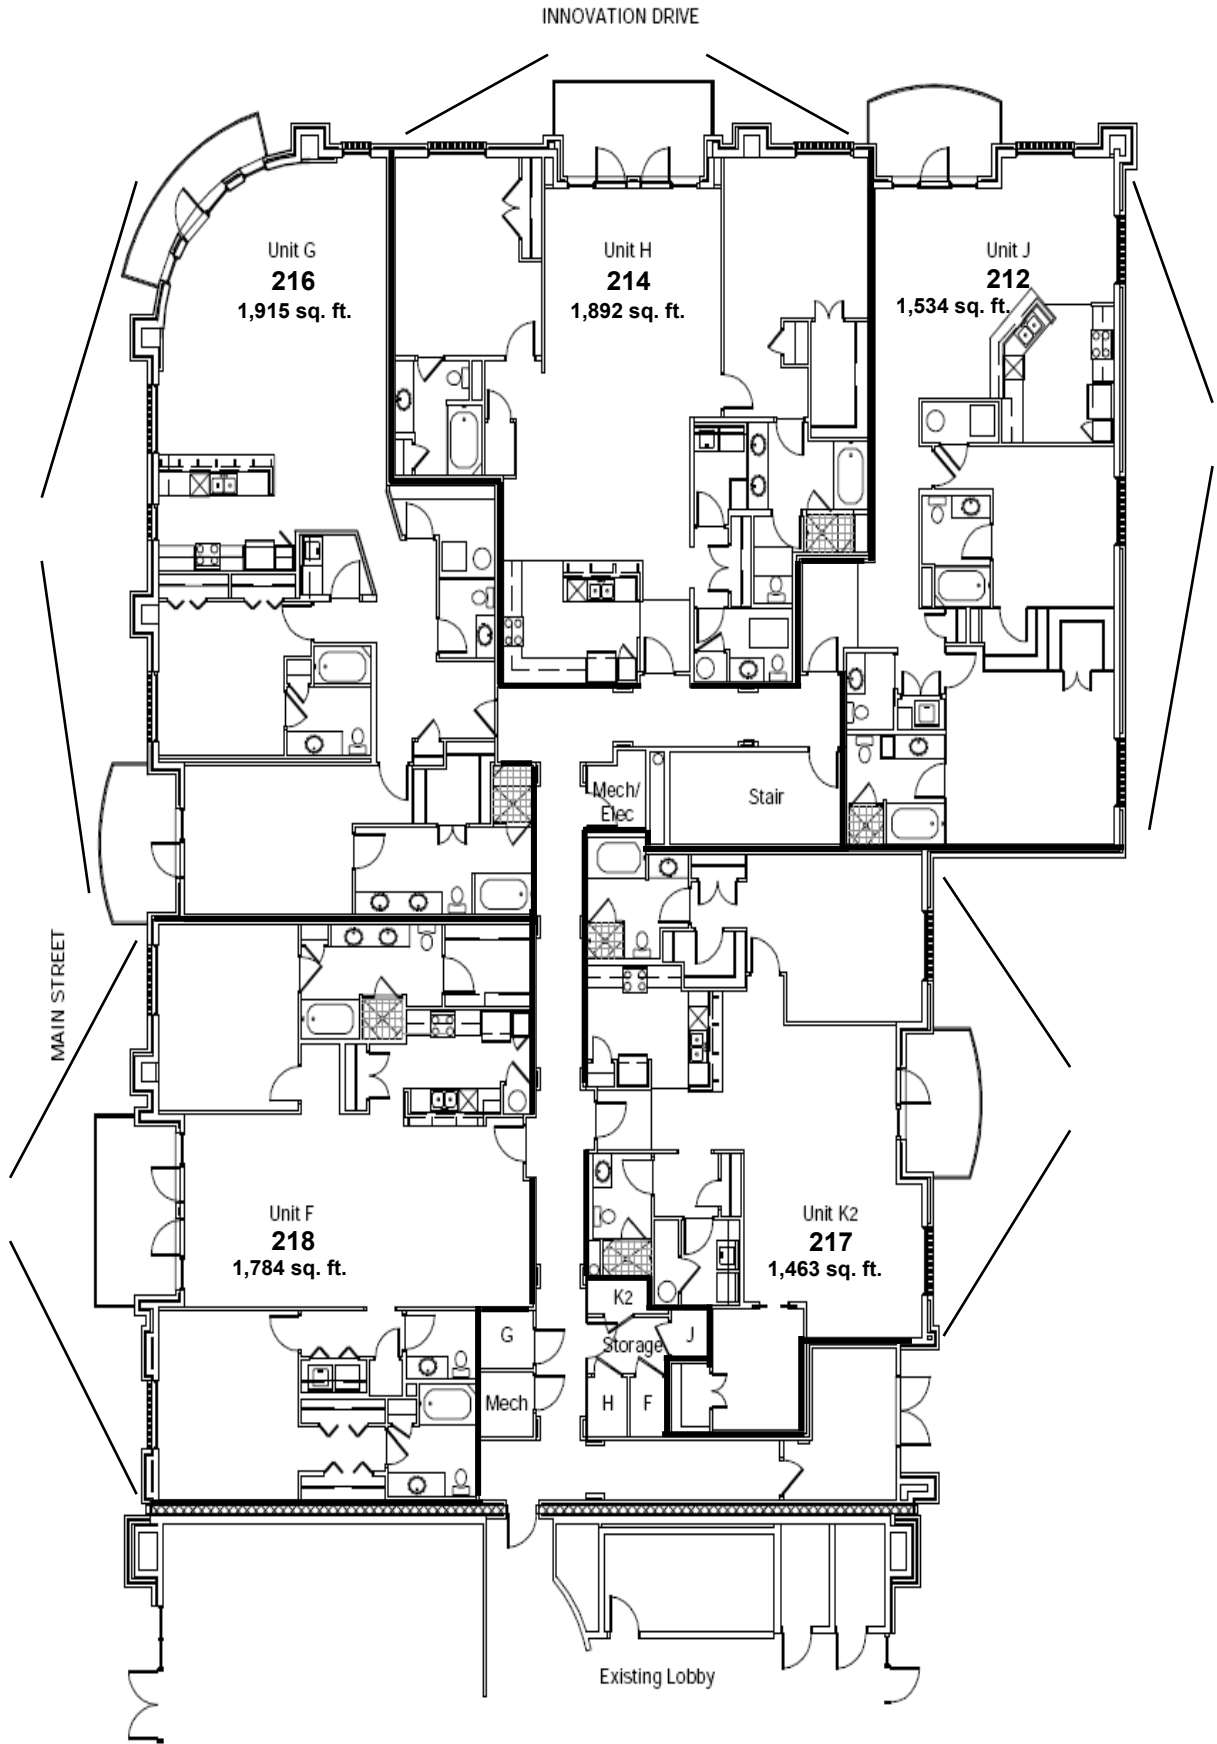 INNOVATION DRIVE
Unit G
216
1,915 sq. ft.
Unit H
214
1,892 sq. ft.
Unit J
212
1,534 sq. ft.
Mech/
Elec
Stair
MAIN STREET
Unit F
218
1,784 sq. ft.
Unit K2
217
1,463 sq. ft.
K2
G
Storage
J
Mech
H
F
Existing Lobby